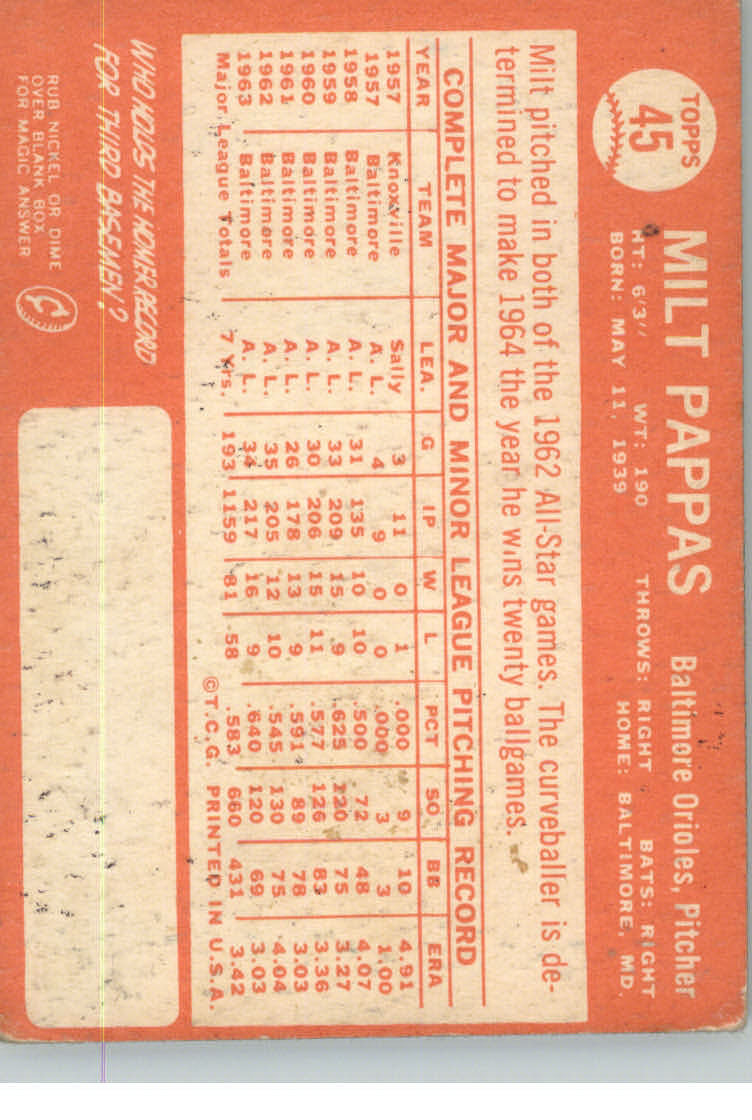 TOPPS
45
MILT PAPPAS Baltimore Orioles, Pitcher
HT: 6'3" WT: 190 THROWS: RIGHT BATS: RIGHT
BORN: MAY 11, 1939 HOME: BALTIMORE, MD.
Milt pitched in both of the 1962 All-Star games. The curveballer is de-
termined to make 1964 the year he wins twenty ballgames.
COMPLETE MAJOR AND MINOR LEAGUE PITCHING RECORD
YEAR TEAM LEA. G IP W L PCT SO BB ERA
1957 Knoxville Sally 3 11 0 1 .000 9 10 4.91
1957 Baltimore A. L. 4 9 0 0 .000 3 3 1.00
1958 Baltimore A. L. 31 135 10 10 .500 72 48 4.07
1959 Baltimore A. L. 33 209 15 9 .625 120 75 3.27
1960 Baltimore A. L. 30 206 15 11 .577 126 83 3.36
1961 Baltimore A. L. 26 178 13 9 .591 89 78 3.03
1962 Baltimore A. L. 35 205 12 10 .545 130 75 4.04
1963 Baltimore A. L. 34 217 16 9 .640 120 69 3.03
Major League Totals 7 Yrs. 193 1159 81 58 .583 660 431 3.42
©T.C.G. PRINTED IN U.S.A.
WHO HOLDS THE HOMER RECORD
FOR THIRD BASEMEN?
RUB NICKEL OR DIME
OVER BLANK BOX
FOR MAGIC ANSWER